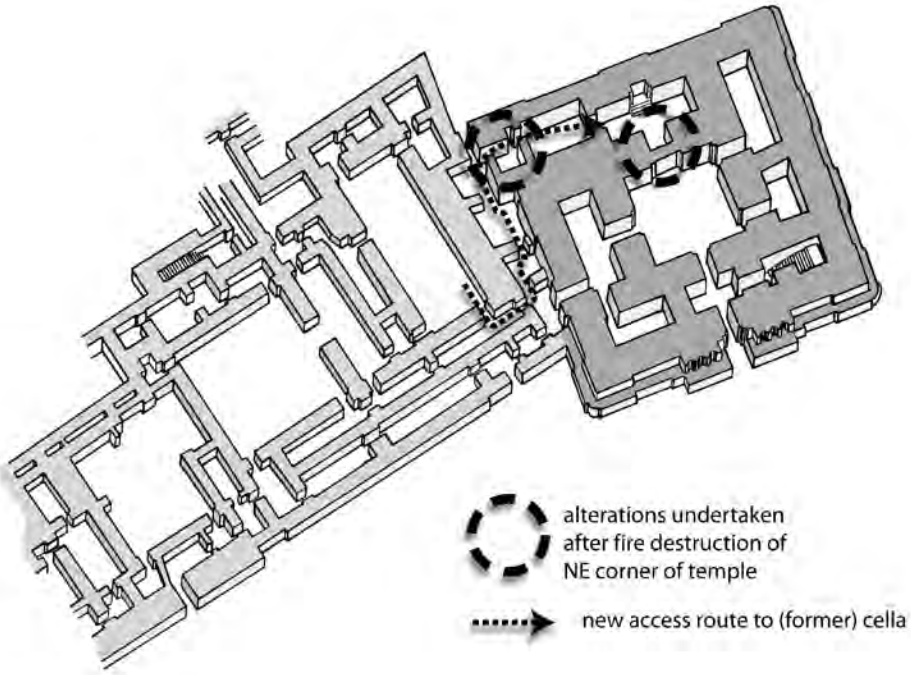 alterations undertaken
after fire destruction of
NE corner of temple
new access route to (former) cella